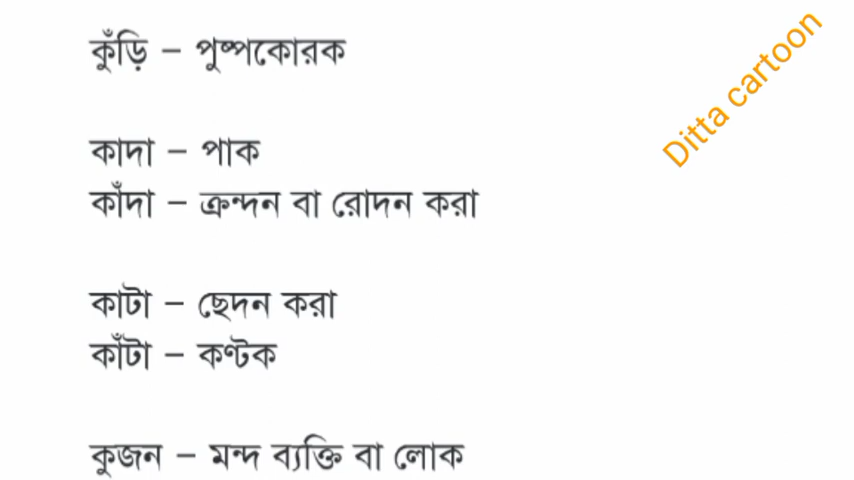 কুঁড়ি – পুষ্পকোরক
Ditta cartoon
কাদা – পাক
কাঁদা – ক্রন্দন বা রোদন করা
কাটা – ছেদন করা
কাঁটা – কণ্টক
কুজন – মন্দ ব্যক্তি বা লোক